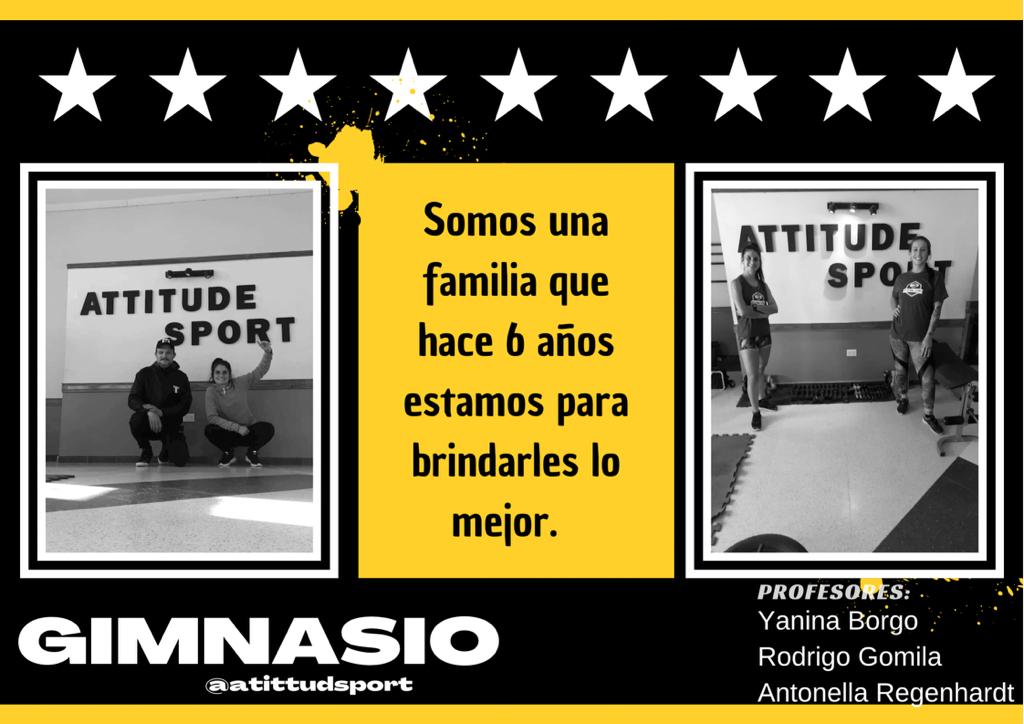 ATTITUDE
SPORT
Somos una
familia que
hace 6 años
estamos para
brindarles lo
mejor.
ATTITUDE
SPORT
GIMNASIO
@atittudsport
PROFESORES:
Yanina Borgo
Rodrigo Gomila
Antonella Regenhardt